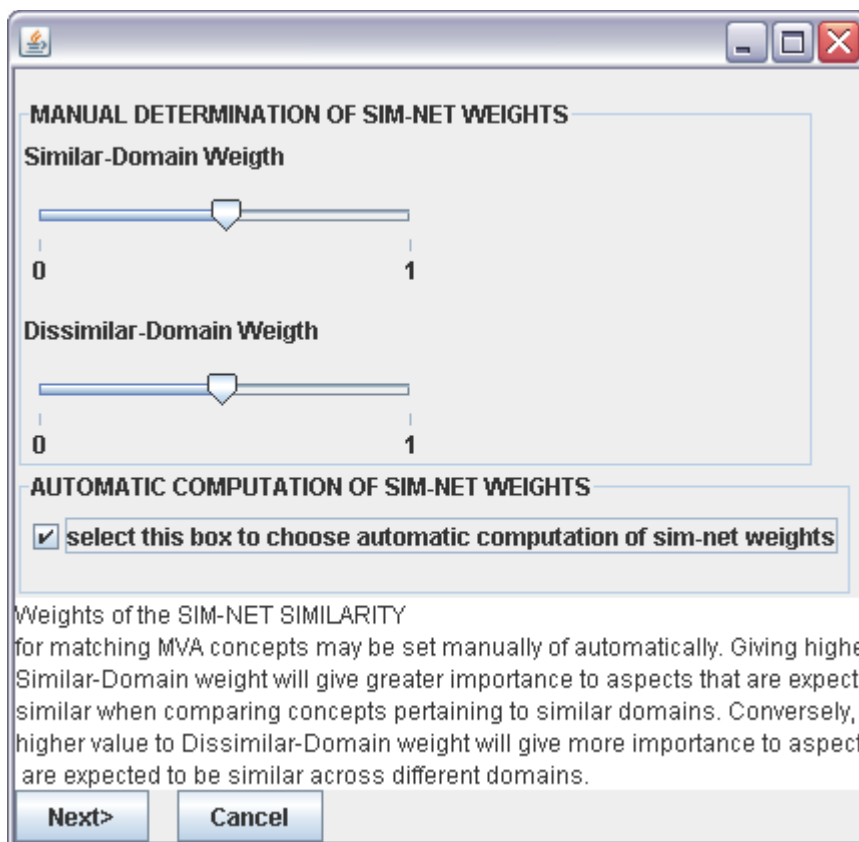 MANUAL DETERMINATION OF SIM-NET WEIGHTS
Similar-Domain Weigth
0 1
Dissimilar-Domain Weigth
0 1
AUTOMATIC COMPUTATION OF SIM-NET WEIGHTS
select this box to choose automatic computation of sim-net weights
Weights of the SIM-NET SIMILARITY
for matching MVA concepts may be set manually of automatically. Giving highe
Similar-Domain weight will give greater importance to aspects that are expect
similar when comparing concepts pertaining to similar domains. Conversely,
higher value to Dissimilar-Domain weight will give more importance to aspect
are expected to be similar across different domains.
Next> Cancel